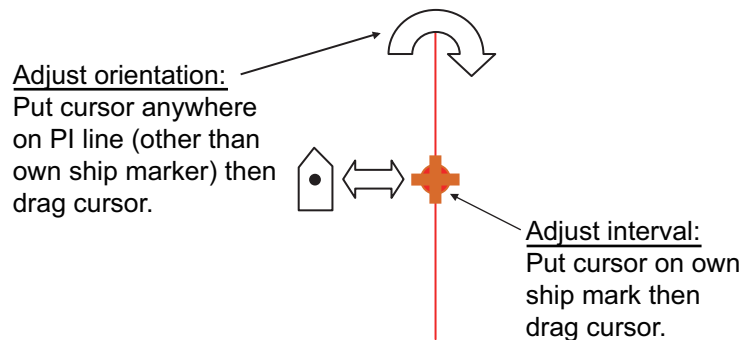 Adjust orientation:
Put cursor anywhere
on PI line (other than
own ship marker) then
drag cursor.
Adjust interval:
Put cursor on own
ship mark then
drag cursor.